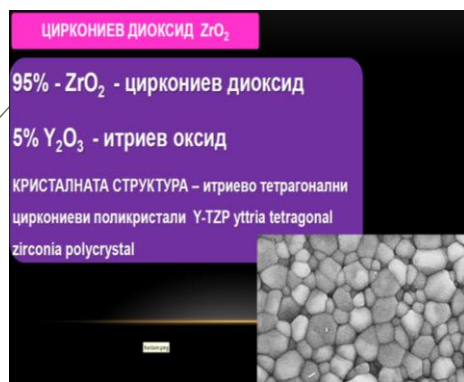 ЦИРКОНИЕВ ДИОКСИД ZrO₂
95% - ZrO₂ - циркониев диоксид
5% Y₂O₃ - итриев оксид
КРИСТАЛНАТА СТРУКТУРА – итриево тетрагонални
циркониеви поликристали Y-TZP yttria tetragonal
zirconia polycrystal